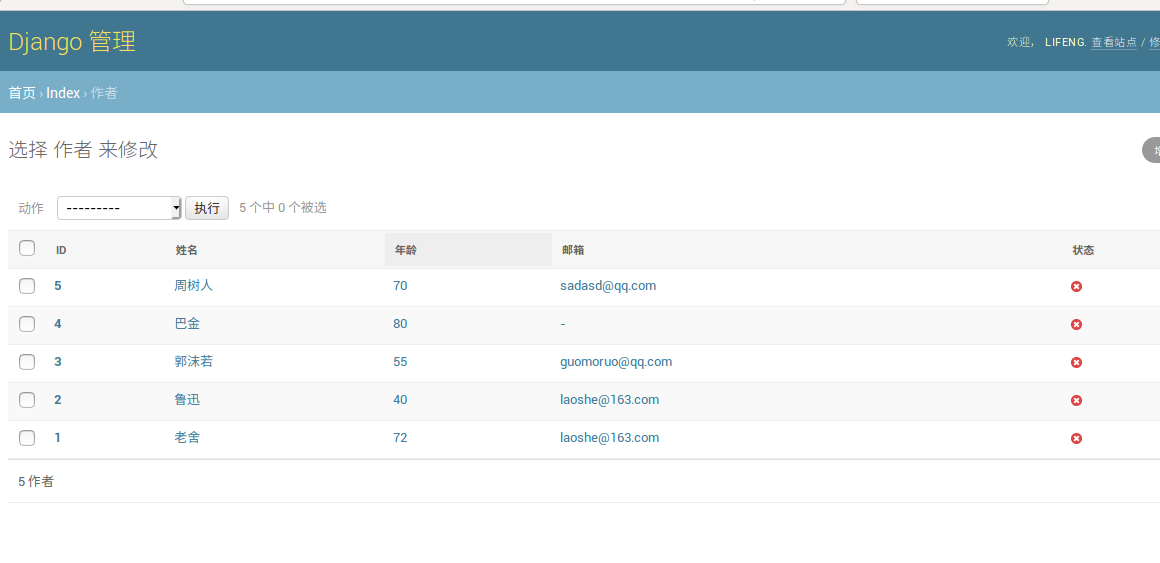 Django 管理
欢迎， LIFENG. 查看站点 / 修
首页 › Index › 作者
选择 作者 来修改
动作 --------- 执行 5 个中 0 个被选
ID 姓名 年龄 邮箱 状态
5 周树人 70 sadasd@qq.com
4 巴金 80 -
3 郭沫若 55 guomoruo@qq.com
2 鲁迅 40 laoshe@163.com
1 老舍 72 laoshe@163.com
5 作者